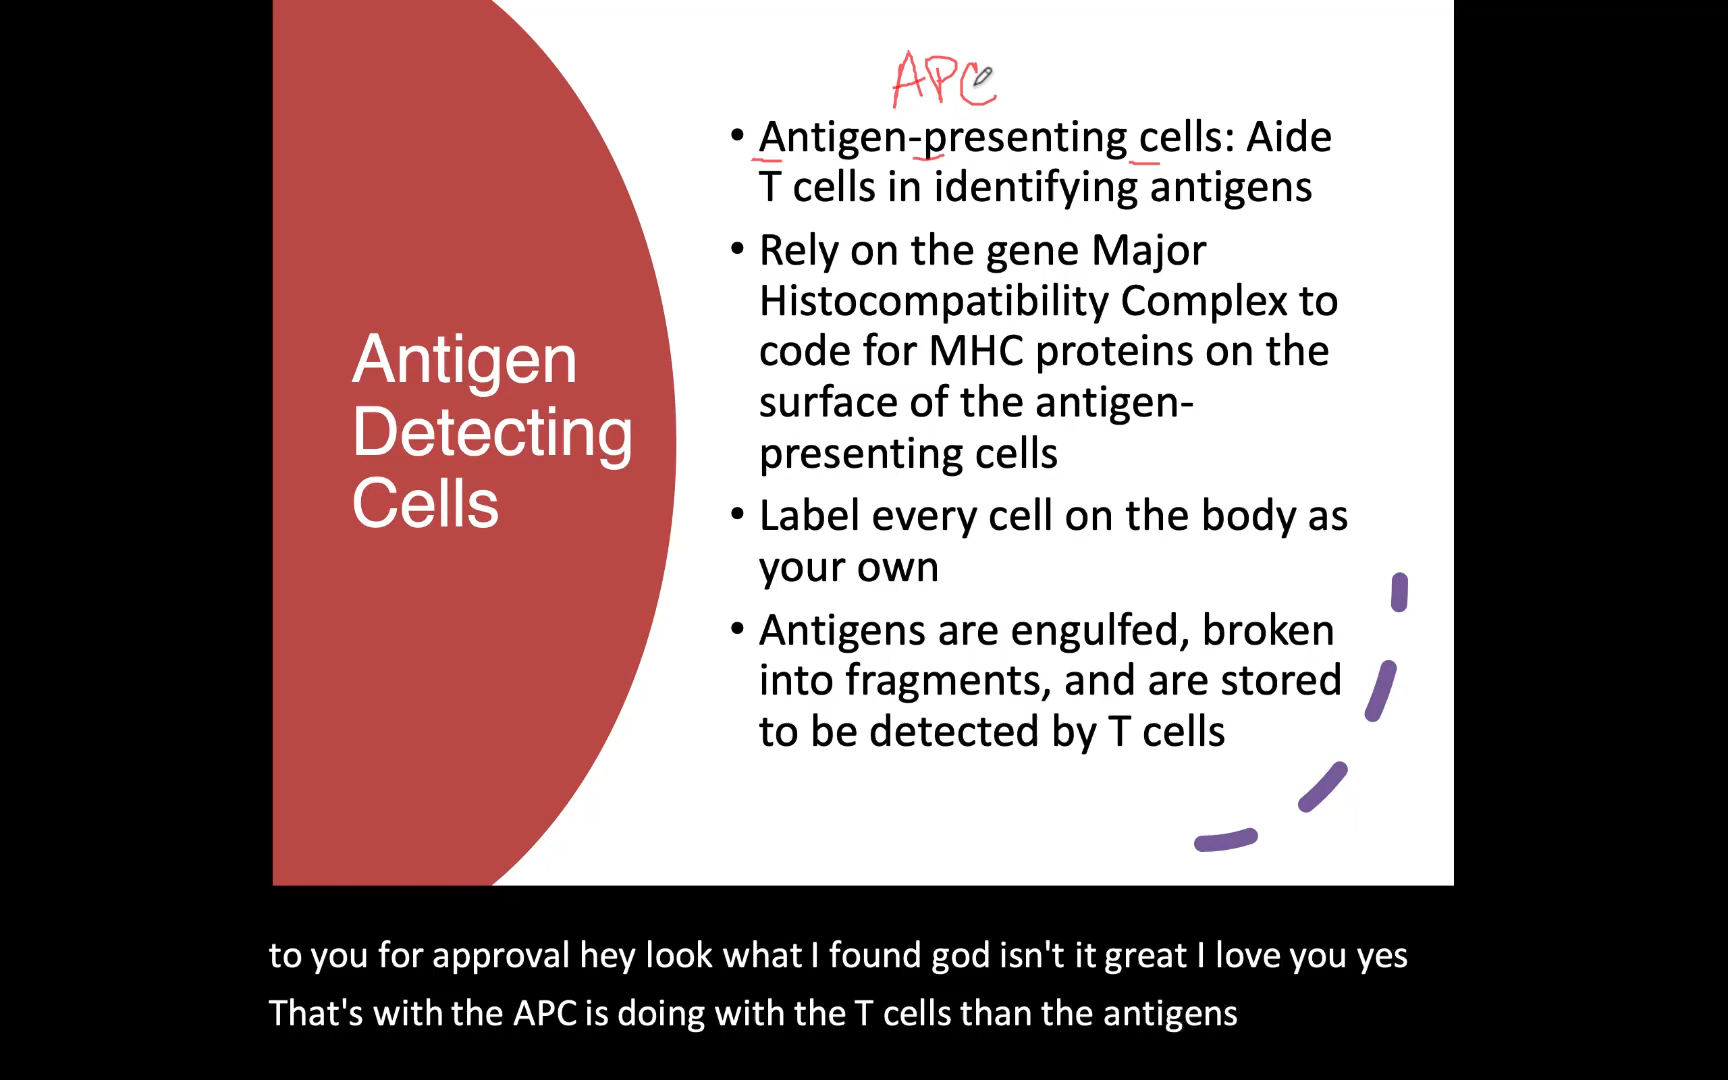 Antigen
Detecting
Cells
APC
• Antigen-presenting cells: Aide
T cells in identifying antigens
• Rely on the gene Major
Histocompatibility Complex to
code for MHC proteins on the
surface of the antigen-
presenting cells
• Label every cell on the body as
your own
• Antigens are engulfed, broken
into fragments, and are stored
to be detected by T cells
to you for approval hey look what I found god isn't it great I love you yes
That's with the APC is doing with the T cells than the antigens